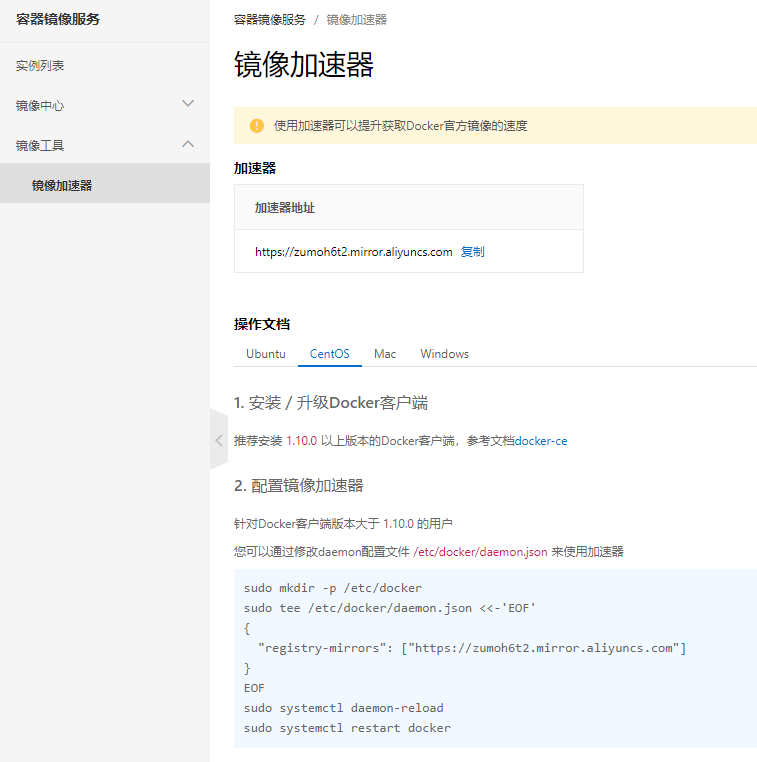 容器镜像服务
实例列表
镜像中心
镜像工具
镜像加速器
容器镜像服务 / 镜像加速器
镜像加速器
使用加速器可以提升获取Docker官方镜像的速度
加速器
加速器地址
https://zumoh6t2.mirror.aliyuncs.com 复制
操作文档
Ubuntu CentOS Mac Windows
1. 安装 / 升级Docker客户端
推荐安装 1.10.0 以上版本的Docker客户端，参考文档docker-ce
2. 配置镜像加速器
针对Docker客户端版本大于 1.10.0 的用户
您可以通过修改daemon配置文件 /etc/docker/daemon.json 来使用加速器
sudo mkdir -p /etc/docker
sudo tee /etc/docker/daemon.json <<-'EOF'
{
  "registry-mirrors": ["https://zumoh6t2.mirror.aliyuncs.com"]
}
EOF
sudo systemctl daemon-reload
sudo systemctl restart docker